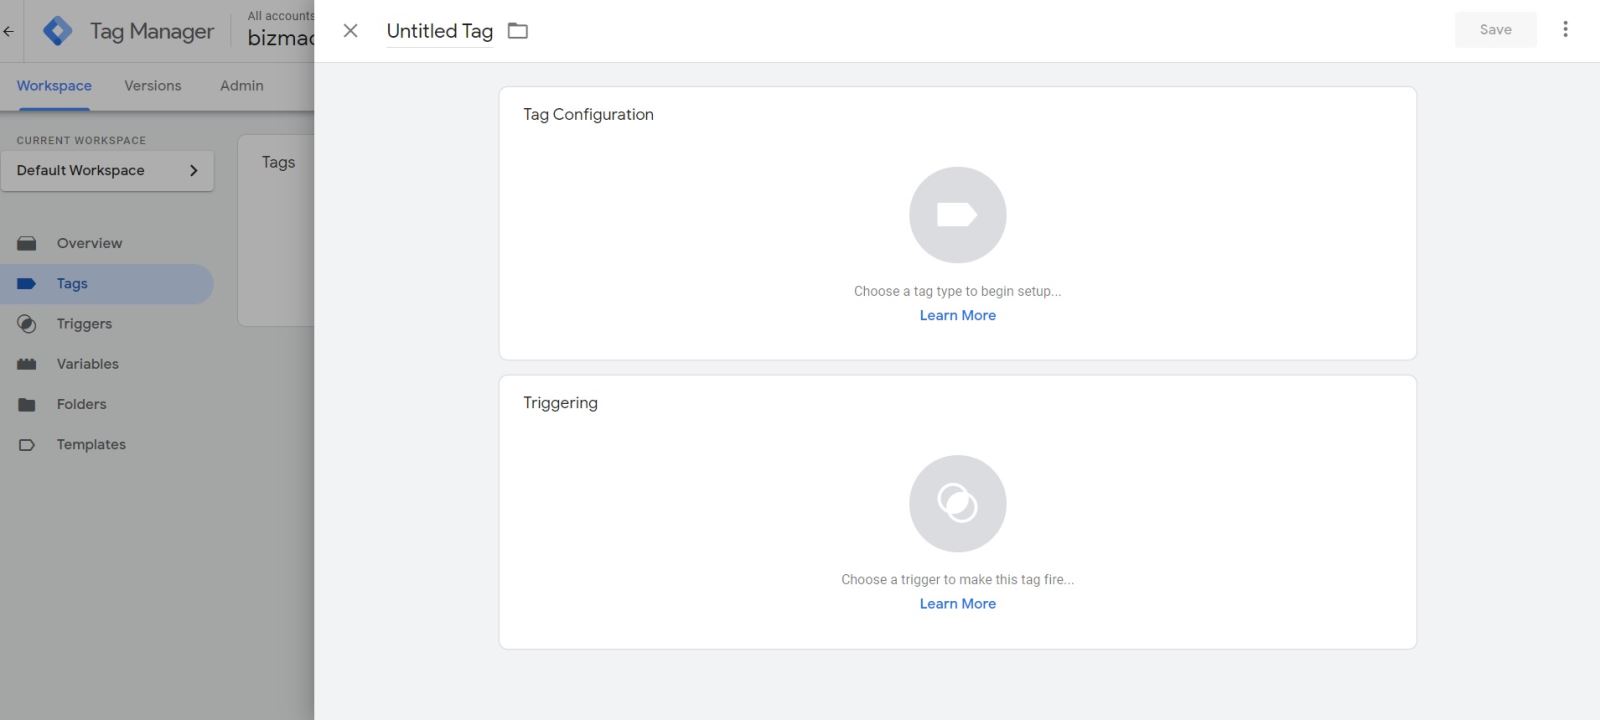 Tag Manager
All accounts
Untitled Tag
Save
Workspace
Versions
Admin
CURRENT WORKSPACE
Default Workspace
Tags
Overview
Tags
Triggers
Variables
Folders
Templates
Tag Configuration
Choose a tag type to begin setup...
Learn More
Triggering
Choose a trigger to make this tag fire...
Learn More